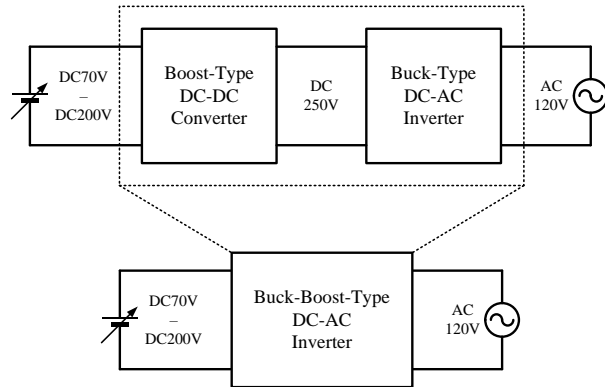 DC70V
–
DC200V
Boost-Type
DC-DC
Converter
DC
250V
Buck-Type
DC-AC
Inverter
AC
120V
DC70V
–
DC200V
Buck-Boost-Type
DC-AC
Inverter
AC
120V